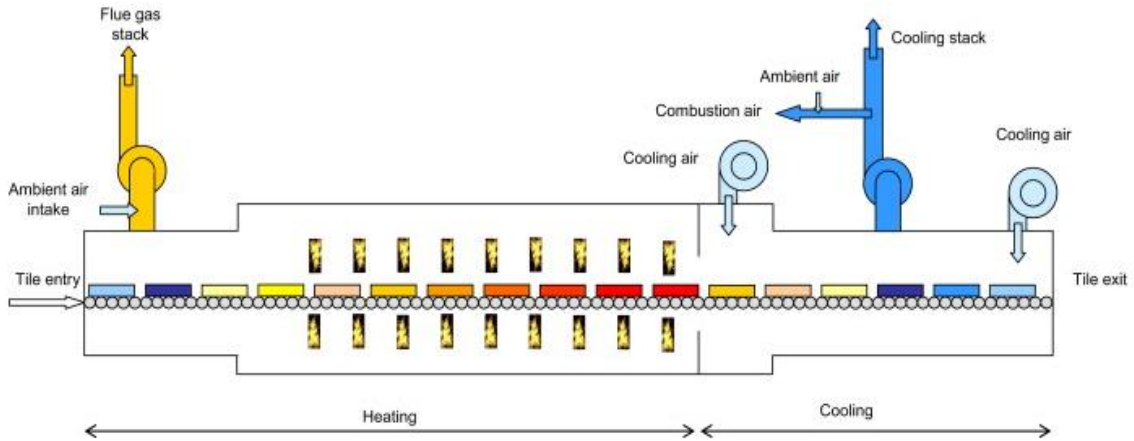 Flue gas
stack
Cooling stack
Ambient air
Combustion air
Cooling air
Cooling air
Ambient air
intake
Tile entry
Tile exit
Heating
Cooling